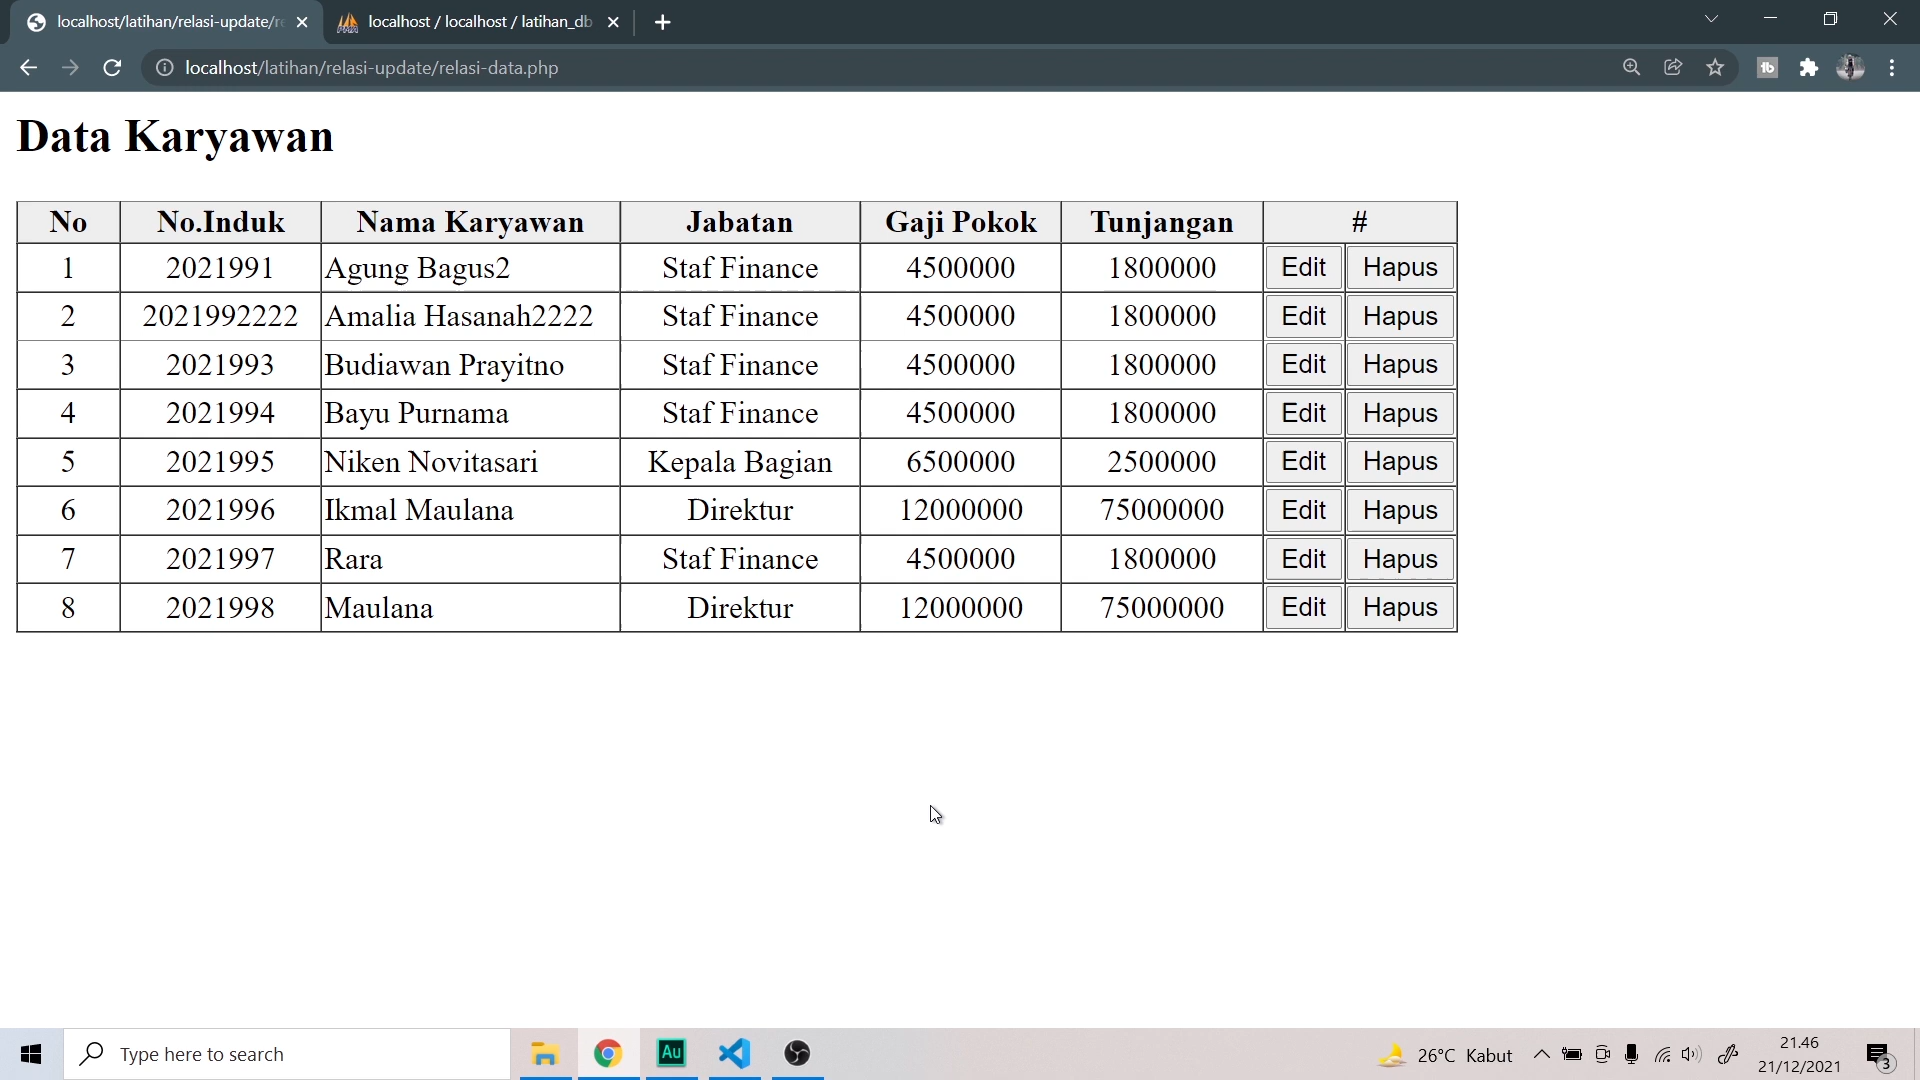 localhost/latihan/relasi-update/re
localhost / localhost / latihan_db
localhost/latihan/relasi-update/relasi-data.php
Data Karyawan
No No.Induk Nama Karyawan Jabatan Gaji Pokok Tunjangan #
1 2021991 Agung Bagus2 Staf Finance 4500000 1800000 Edit Hapus
2 2021992222 Amalia Hasanah2222 Staf Finance 4500000 1800000 Edit Hapus
3 2021993 Budiawan Prayitno Staf Finance 4500000 1800000 Edit Hapus
4 2021994 Bayu Purnama Staf Finance 4500000 1800000 Edit Hapus
5 2021995 Niken Novitasari Kepala Bagian 6500000 2500000 Edit Hapus
6 2021996 Ikmal Maulana Direktur 12000000 75000000 Edit Hapus
7 2021997 Rara Staf Finance 4500000 1800000 Edit Hapus
8 2021998 Maulana Direktur 12000000 75000000 Edit Hapus
Type here to search
Au
26°C Kabut
21.46
21/12/2021
3